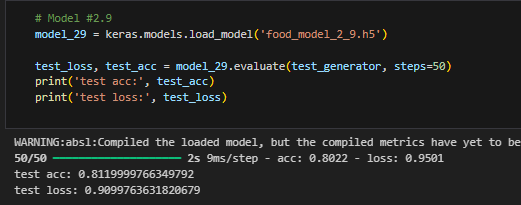 # Model #2.9
model_29 = keras.models.load_model('food_model_2_9.h5')
test_loss, test_acc = model_29.evaluate(test_generator, steps=50)
print('test acc:', test_acc)
print('test loss:', test_loss)
WARNING:absl:Compiled the loaded model, but the compiled metrics have yet to be
50/50 ━━━━━━━━━━━━━━━━━━━━ 2s 9ms/step - acc: 0.8022 - loss: 0.9501
test acc: 0.8119999766349792
test loss: 0.9099763631820679